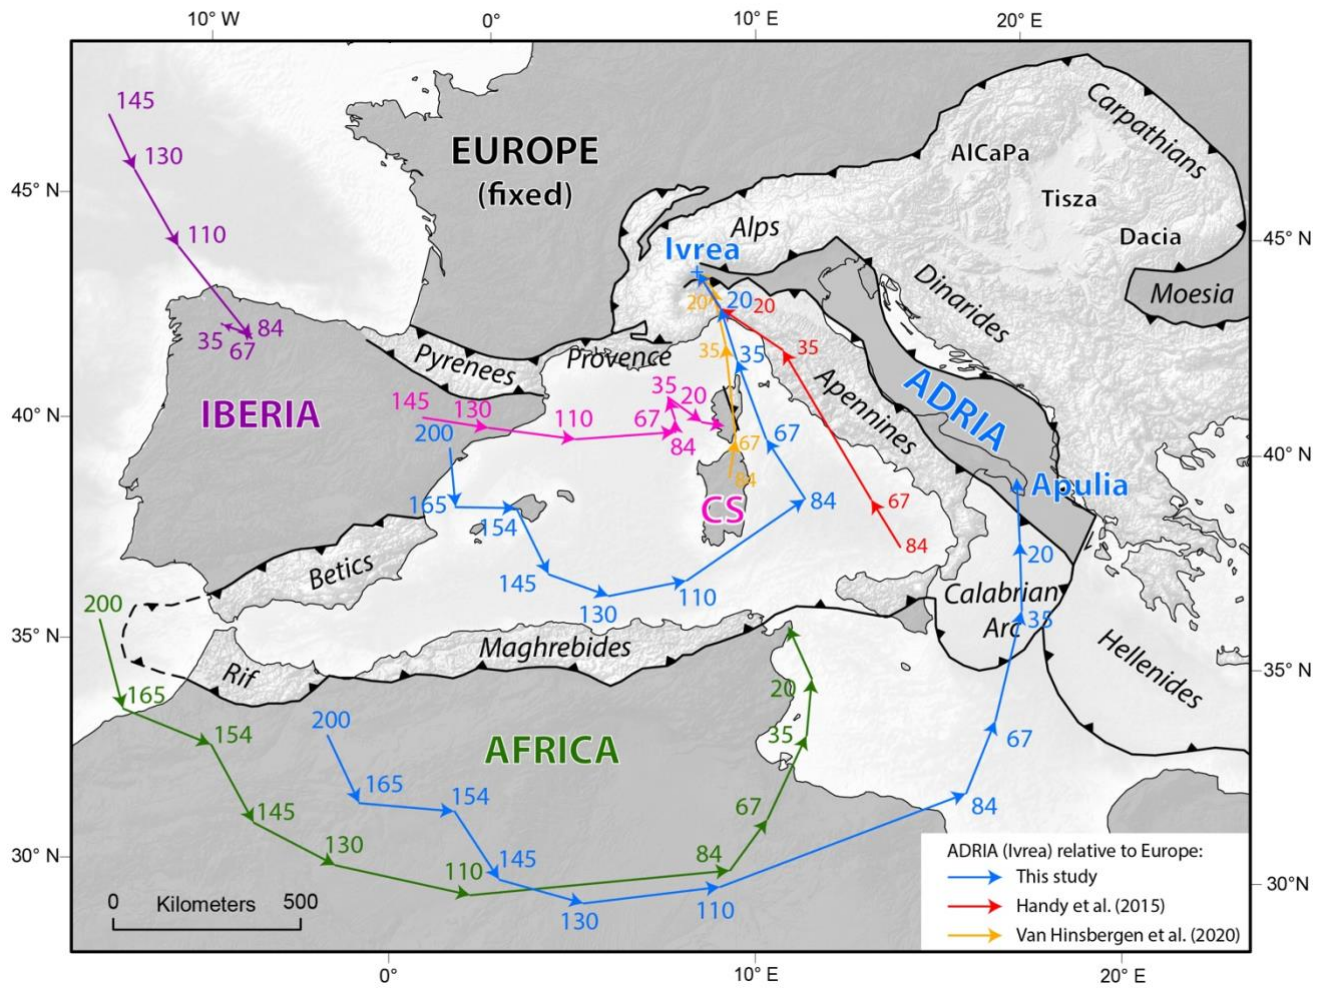 10° W
0°
10° E
20° E
145
130
110
84
35
67
45° N
40° N
35° N
30° N
45° N
40° N
35° N
30°N
EUROPE
(fixed)
Carpathians
AlCaPa
Tisza
Dacia
Moesia
Alps
Ivrea
Dinarides
20
20
20
Pyrenees
Provence
35
35
35
Apennines
ADRIA
IBERIA
145
130
110
35
20
67
84
200
165
154
145
130
110
84
67
67
84
67
84
CS
Apulia
20
35
67
84
Betics
Calabrian
Arc
Hellenides
Maghrebides
Rif
200
165
154
145
130
110
84
67
35
20
AFRICA
200
165
154
145
130
110
0 Kilometers 500
ADRIA (Ivrea) relative to Europe:
This study
Handy et al. (2015)
Van Hinsbergen et al. (2020)
0°
10° E
20° E